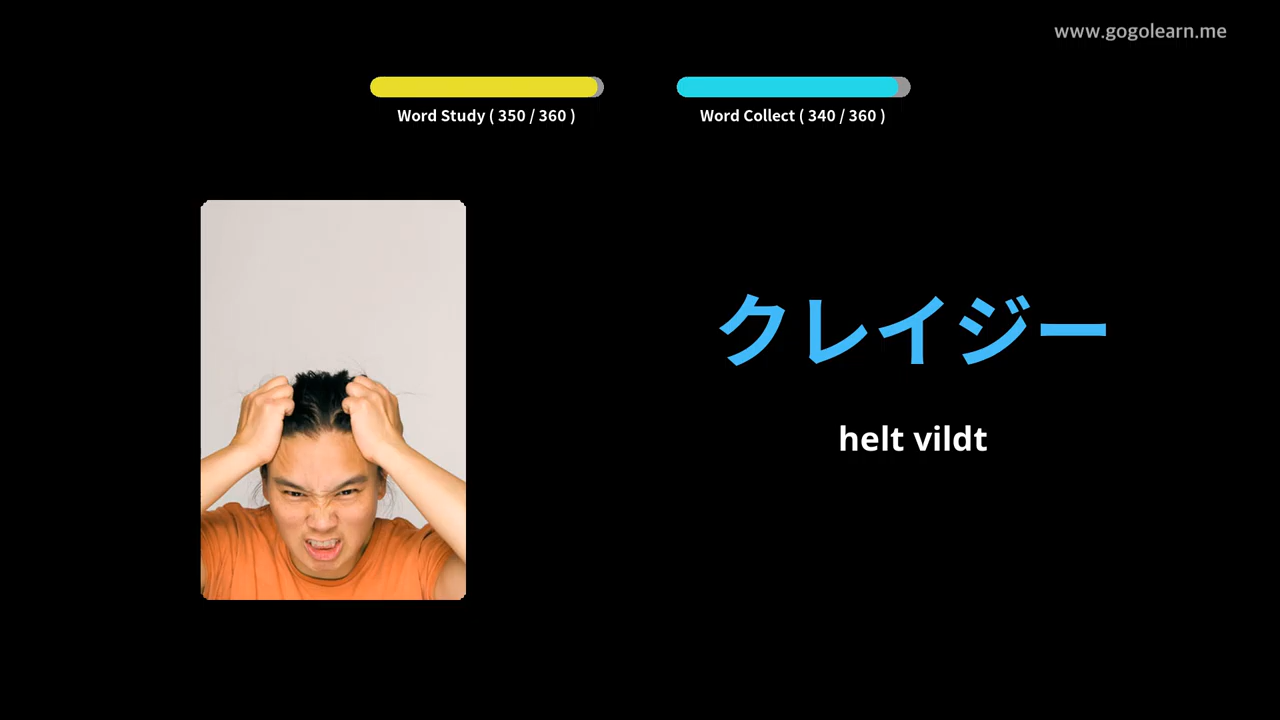 www.gogolearn.me
Word Study ( 350 / 360 )
Word Collect ( 340 / 360 )
クレイジー
helt vildt